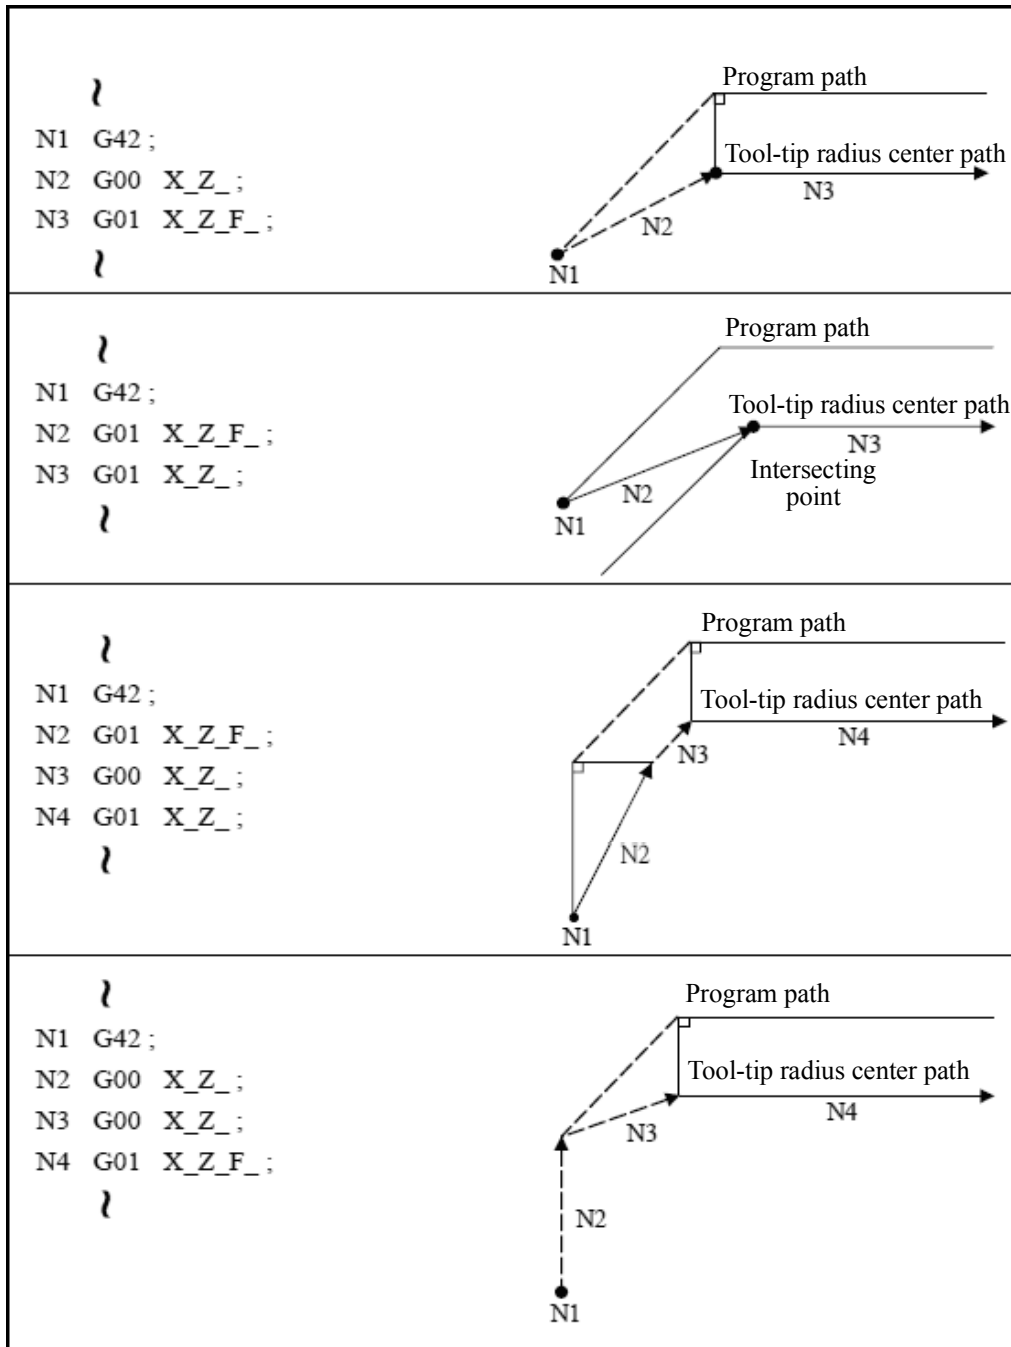 ~
N1 G42 ;
N2 G00 X_Z_ ;
N3 G01 X_Z_F_ ;
~
Program path
Tool-tip radius center path
N3
N2
N1
~
N1 G42 ;
N2 G01 X_Z_F_ ;
N3 G01 X_Z_ ;
~
Program path
Tool-tip radius center path
N3
Intersecting
point
N2
N1
~
N1 G42 ;
N2 G01 X_Z_F_ ;
N3 G00 X_Z_ ;
N4 G01 X_Z_ ;
~
Program path
Tool-tip radius center path
N4
N3
N2
N1
~
N1 G42 ;
N2 G00 X_Z_ ;
N3 G00 X_Z_ ;
N4 G01 X_Z_F_ ;
~
Program path
Tool-tip radius center path
N4
N3
N2
N1